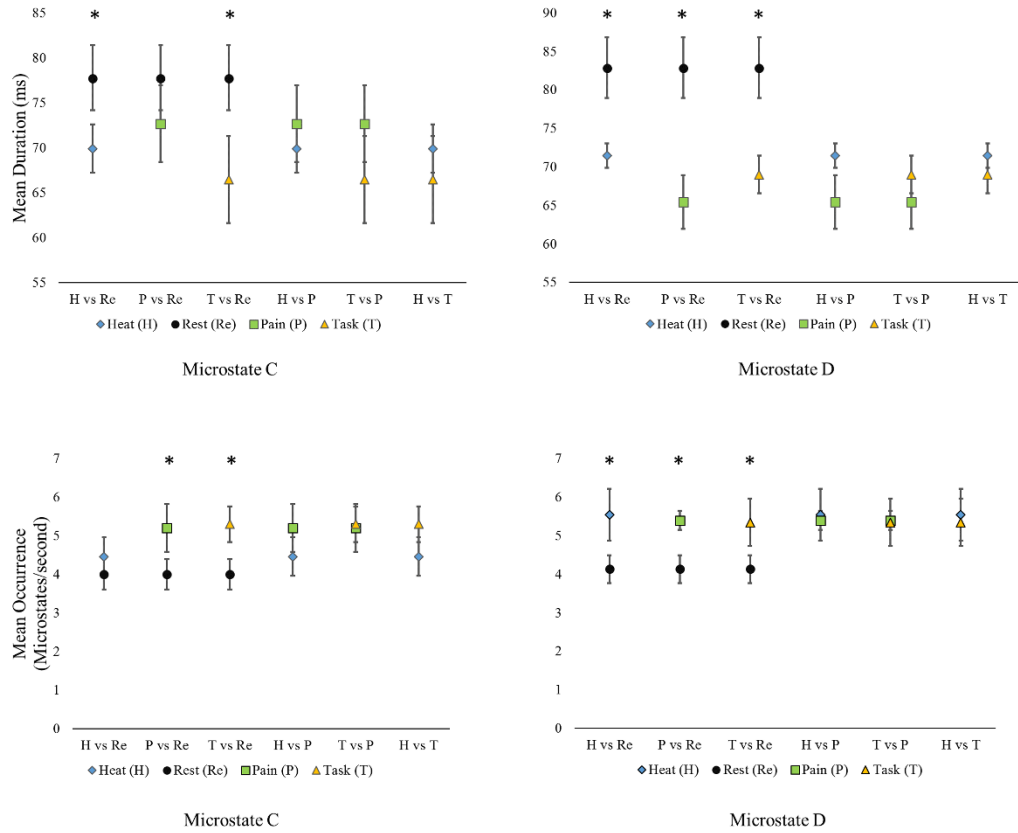 Mean Duration (ms)
85
80
75
70
65
60
55
*
*
H vs Re P vs Re T vs Re H vs P T vs P H vs T
Heat (H) Rest (Re) Pain (P) Task (T)
Microstate C
90
85
80
75
70
65
60
55
*
*
*
H vs Re P vs Re T vs Re H vs P T vs P H vs T
Heat (H) Rest (Re) Pain (P) Task (T)
Microstate D
Mean Occurrence
(Microstates/second)
7
6
5
4
3
2
1
0
*
*
H vs Re P vs Re T vs Re H vs P T vs P H vs T
Heat (H) Rest (Re) Pain (P) Task (T)
Microstate C
7
6
5
4
3
2
1
0
*
*
*
H vs Re P vs Re T vs Re H vs P T vs P H vs T
Heat (H) Rest (Re) Pain (P) Task (T)
Microstate D